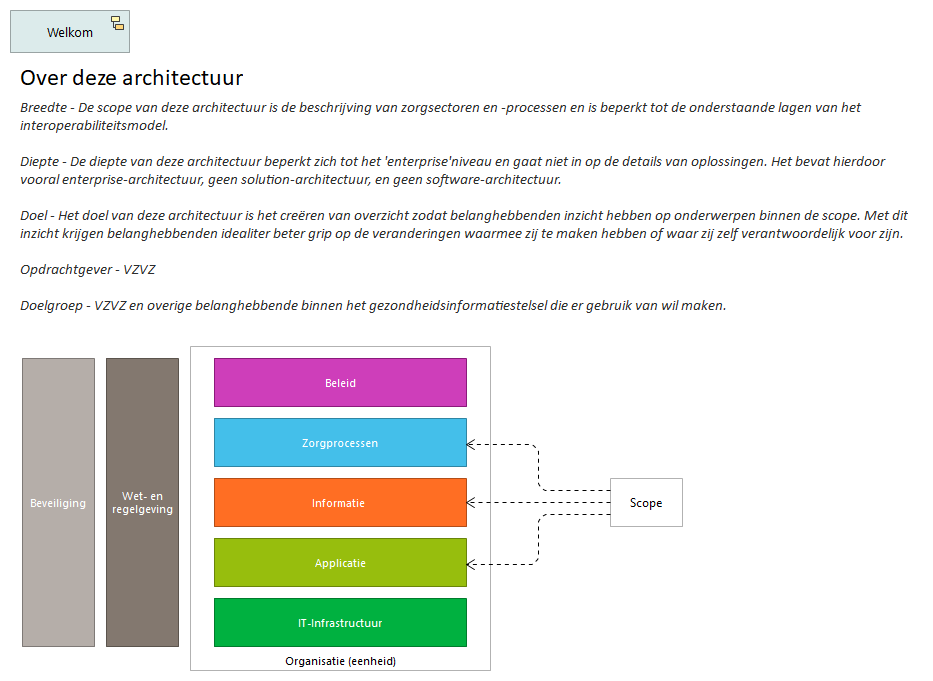 Welkom
Over deze architectuur
Breedte - De scope van deze architectuur is de beschrijving van zorgsectoren en -processen en is beperkt tot de onderstaande lagen van het
interoperabiliteitsmodel.
Diepte - De diepte van deze architectuur beperkt zich tot het 'enterprise'niveau en gaat niet in op de details van oplossingen. Het bevat hierdoor
vooral enterprise-architectuur, geen solution-architectuur, en geen software-architectuur.
Doel - Het doel van deze architectuur is het creëren van overzicht zodat belanghebbenden inzicht hebben op onderwerpen binnen de scope. Met dit
inzicht krijgen belanghebbenden idealiter beter grip op de veranderingen waarmee zij te maken hebben of waar zij zelf verantwoordelijk voor zijn.
Opdrachtgever - VZVZ
Doelgroep - VZVZ en overige belanghebbende binnen het gezondheidsinformatiestelsel die er gebruik van wil maken.
Beveiliging
Wet- en
regelgeving
Beleid
Zorgprocessen
Informatie
Applicatie
IT-Infrastructuur
Organisatie (eenheid)
Scope